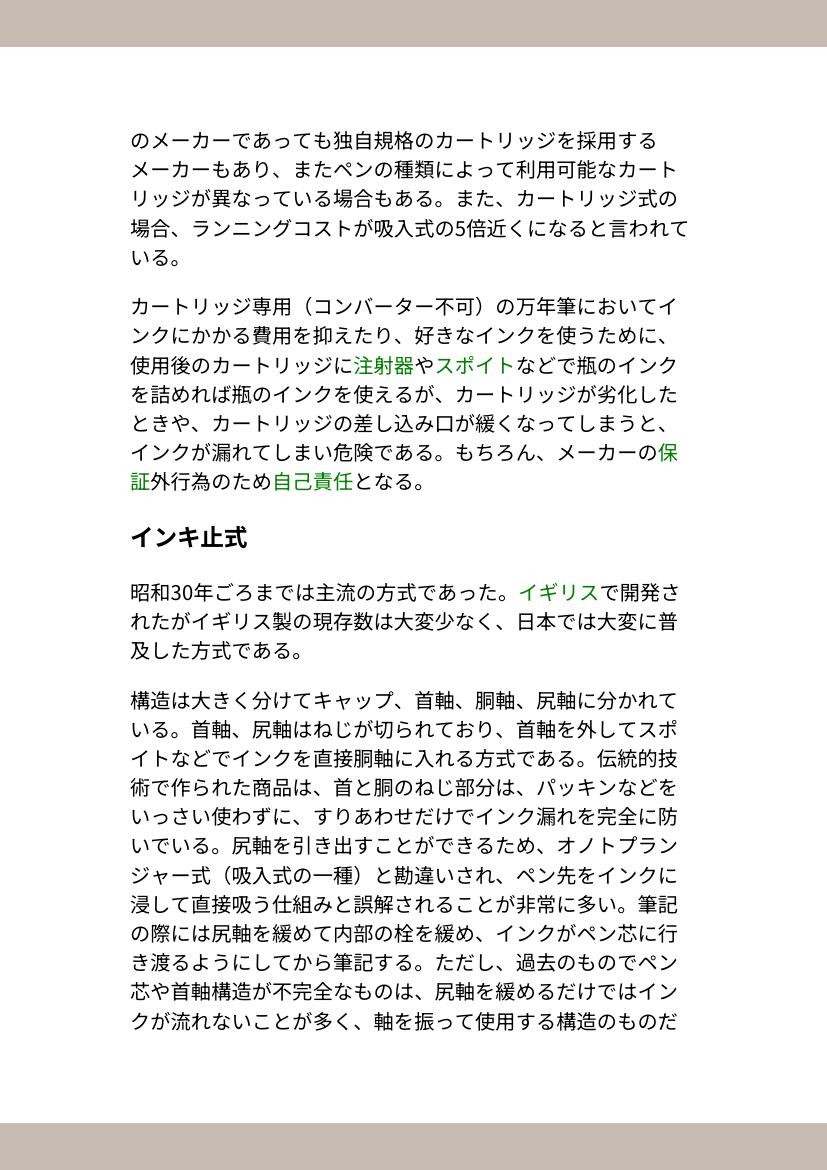 のメーカーであっても独自規格のカートリッジを採用する
メーカーもあり、またペンの種類によって利用可能なカート
リッジが異なっている場合もある。また、カートリッジ式の
場合、ランニングコストが吸入式の5倍近くになると言われて
いる。
カートリッジ専用（コンバーター不可）の万年筆においてイ
ンクにかかる費用を抑えたり、好きなインクを使うために、
使用後のカートリッジに注射器やスポイトなどで瓶のインク
を詰めれば瓶のインクを使えるが、カートリッジが劣化した
ときや、カートリッジの差し込み口が緩くなってしまうと、
インクが漏れてしまい危険である。もちろん、メーカーの保
証外行為のため自己責任となる。
インキ止式
昭和30年ごろまでは主流の方式であった。イギリスで開発さ
れたがイギリス製の現存数は大変少なく、日本では大変に普
及した方式である。
構造は大きく分けてキャップ、首軸、胴軸、尻軸に分かれて
いる。首軸、尻軸はねじが切られており、首軸を外してスポ
イトなどでインクを直接胴軸に入れる方式である。伝統的技
術で作られた商品は、首と胴のねじ部分は、パッキンなどを
いっさい使わずに、すりあわせだけでインク漏れを完全に防
いでいる。尻軸を引き出すことができるため、オノトプラン
ジャー式（吸入式の一種）と勘違いされ、ペン先をインクに
浸して直接吸う仕組みと誤解されることが非常に多い。筆記
の際には尻軸を緩めて内部の栓を緩め、インクがペン芯に行
き渡るようにしてから筆記する。ただし、過去のものでペン
芯や首軸構造が不完全なものは、尻軸を緩めるだけではイン
クが流れないことが多く、軸を振って使用する構造のものだ